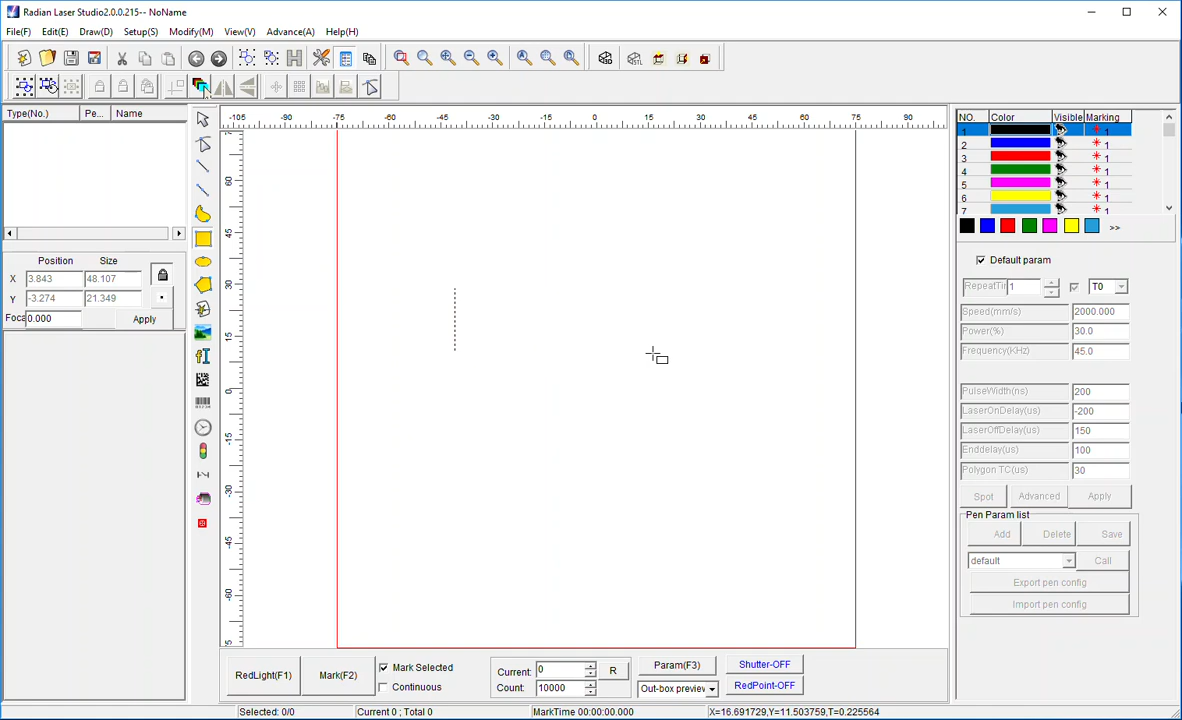 Radian Laser Studio2.0.0.215-- NoName
File(F) Edit(E) Draw(D) Setup(S) Modify(M) View(V) Advance(A) Help(H)
Type(No.) Pe... Name
-105 -90 -75 -60 -45 -30 -15 0 15 30 45 60 75 90
NO. Color Visible Marking
1 1
2 1
3 1
4 1
5 1
6 1
7 1
>>
60
45
30
15
0
-15
-30
-45
-60
Position Size
X 3.843 48.107
Y -3.274 21.349
Foca 0.000 Apply
Default param
RepeatTir 1 T0
Speed(mm/s) 2000.000
Power(%) 30.0
Frequency(KHz) 45.0
PulseWidth(ns) 200
LaserOnDelay(us) -200
LaserOffDelay(us) 150
Enddelay(us) 100
Polygon TC(us) 30
Spot Advanced Apply
Pen Param list
Add Delete Save
default Call
Export pen config
Import pen config
RedLight(F1) Mark(F2) Mark Selected
Continuous
Current: 0 R
Count: 10000
Param(F3) Shutter-OFF
Out-box preview RedPoint-OFF
Selected: 0/0 Current 0 ; Total 0 MarkTime 00:00:00.000 X=16.691729,Y=11.503759,T=0.225564